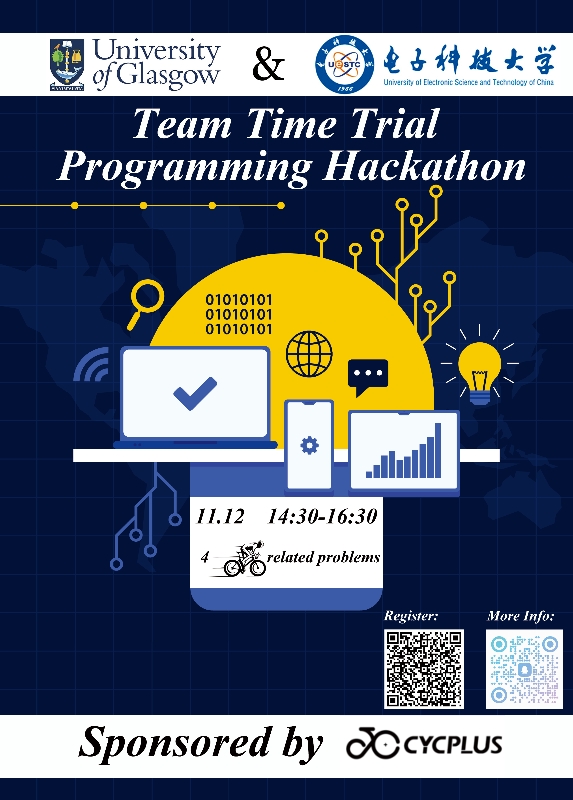 University
of Glasgow
&
电子科技大学
UESTC
1956
University of Electronic Science and Technology of China
Team Time Trial
Programming Hackathon
01010101
01010101
01010101
11.12 14:30-16:30
4 related problems
Register:
More Info:
Sponsored by CYCPLUS